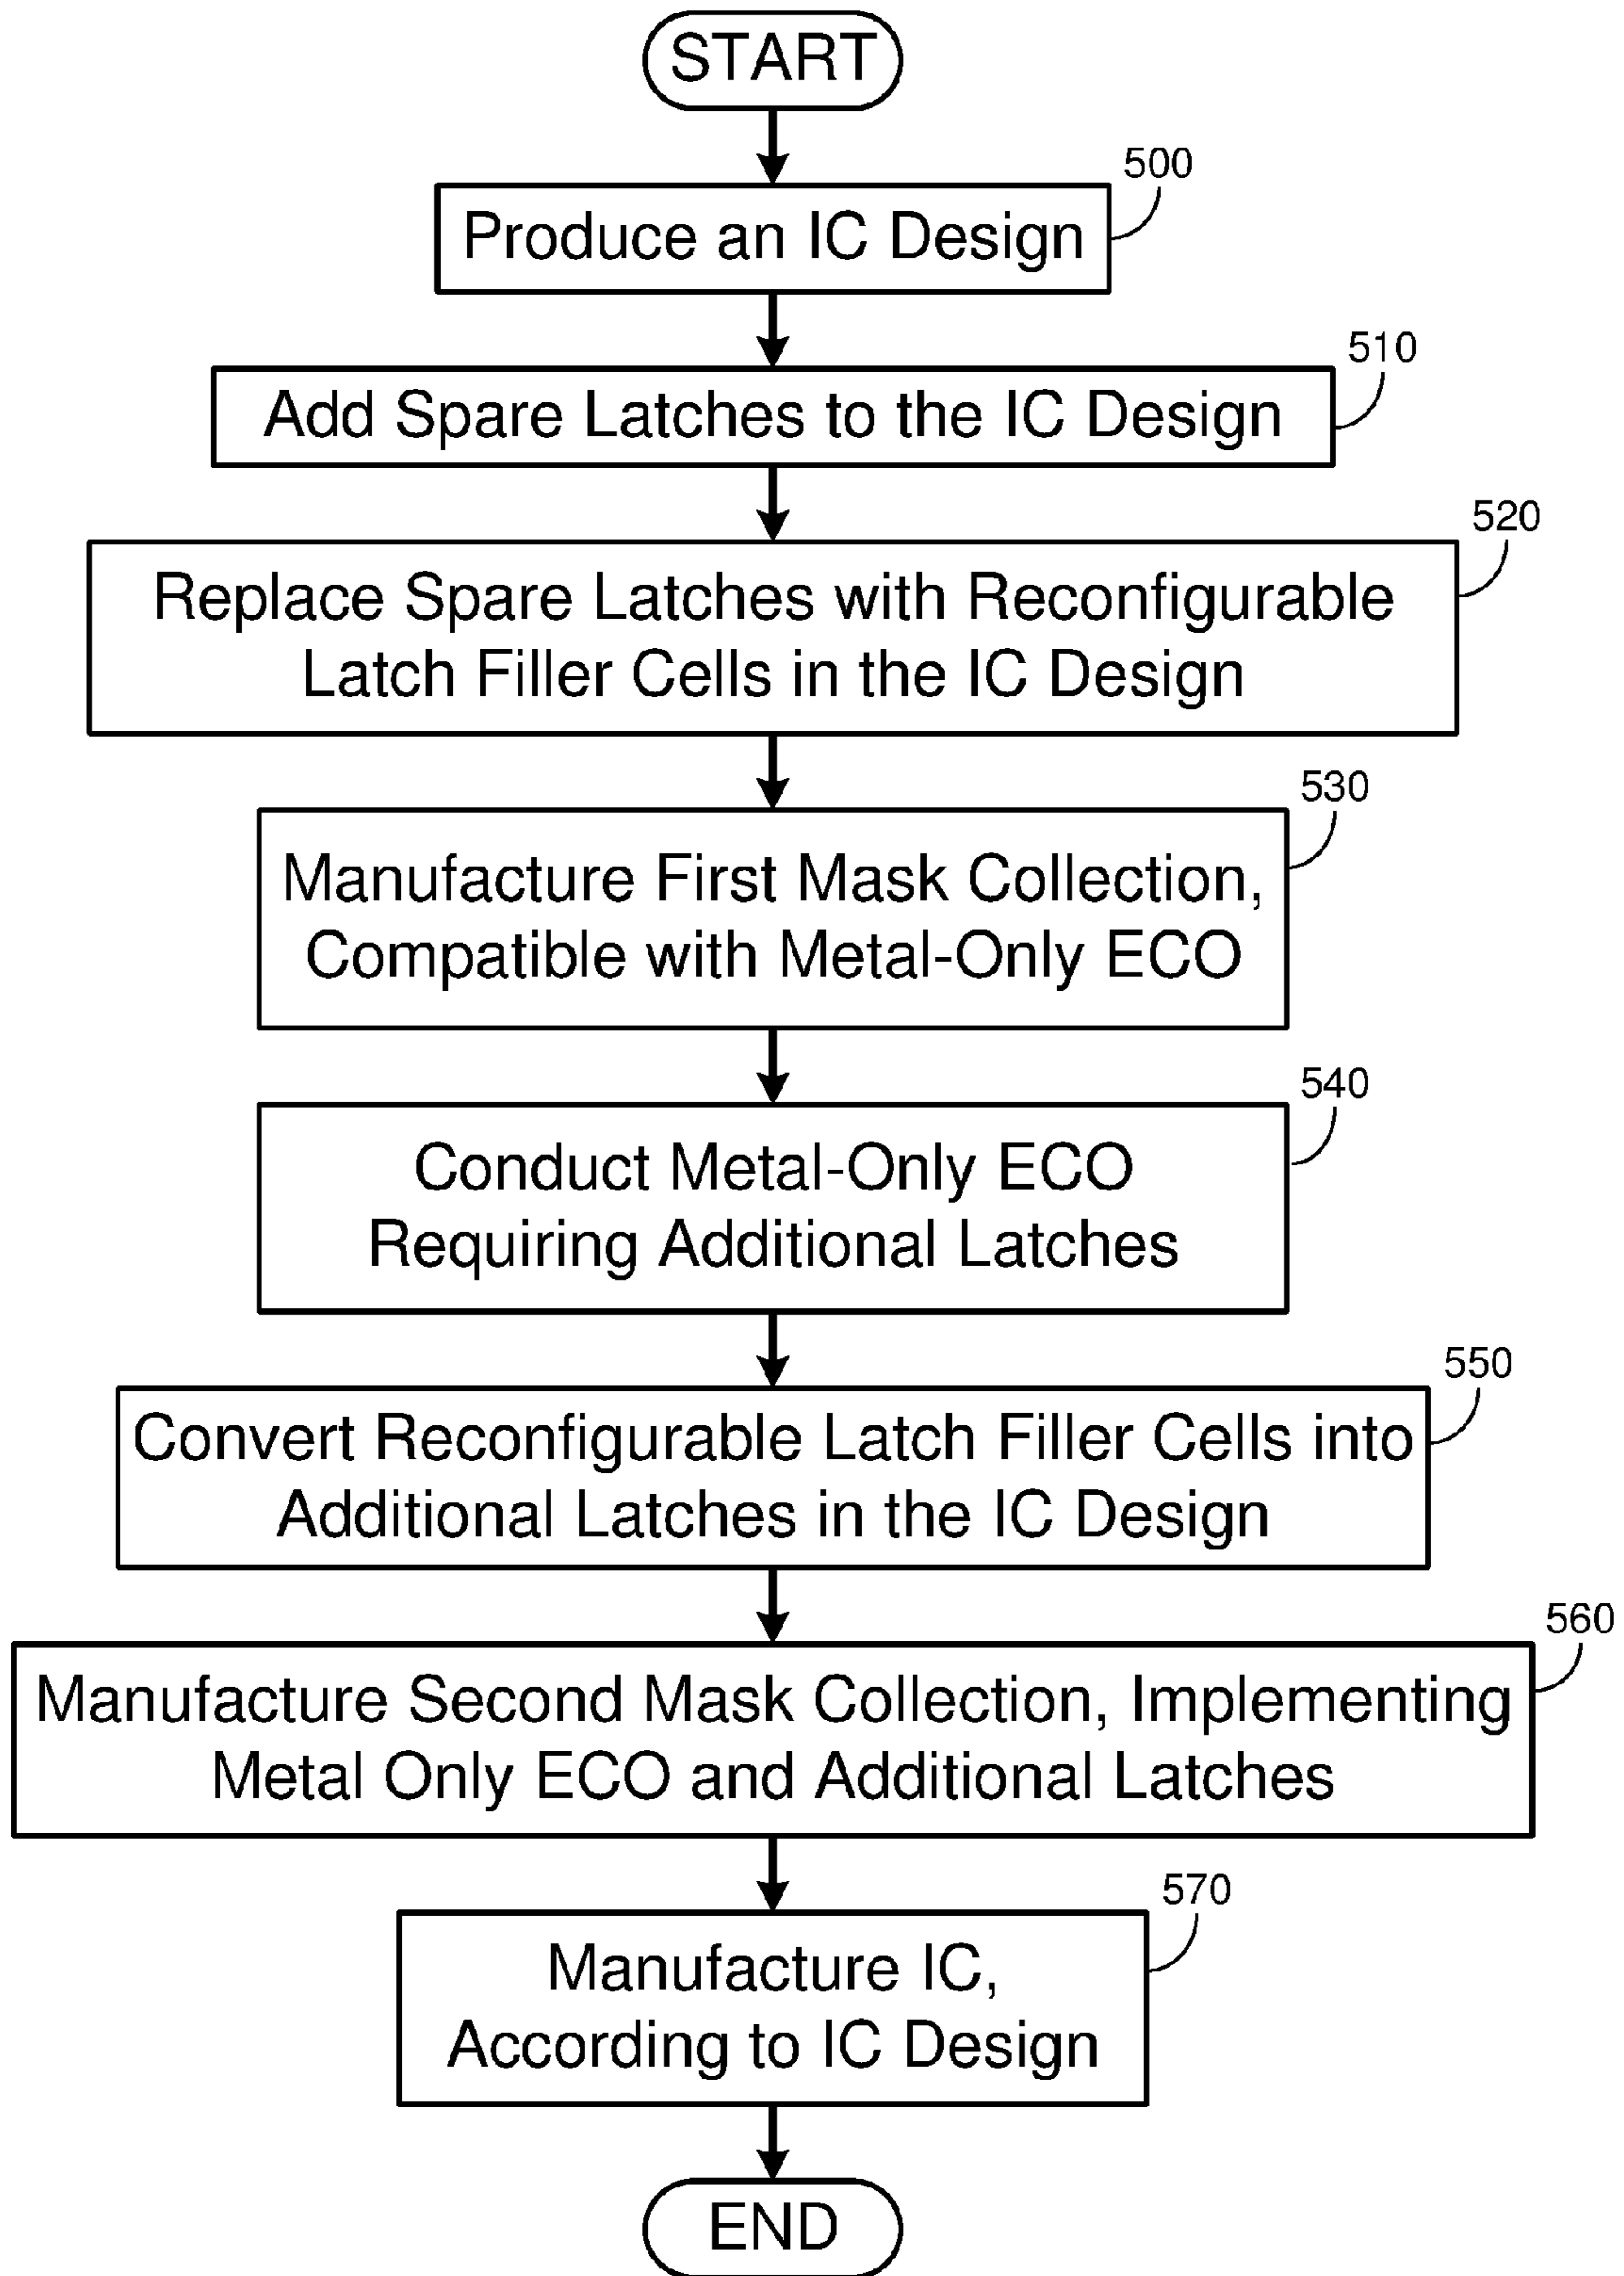 START
500
Produce an IC Design
510
Add Spare Latches to the IC Design
520
Replace Spare Latches with Reconfigurable
Latch Filler Cells in the IC Design
530
Manufacture First Mask Collection,
Compatible with Metal-Only ECO
540
Conduct Metal-Only ECO
Requiring Additional Latches
550
Convert Reconfigurable Latch Filler Cells into
Additional Latches in the IC Design
560
Manufacture Second Mask Collection, Implementing
Metal Only ECO and Additional Latches
570
Manufacture IC,
According to IC Design
END